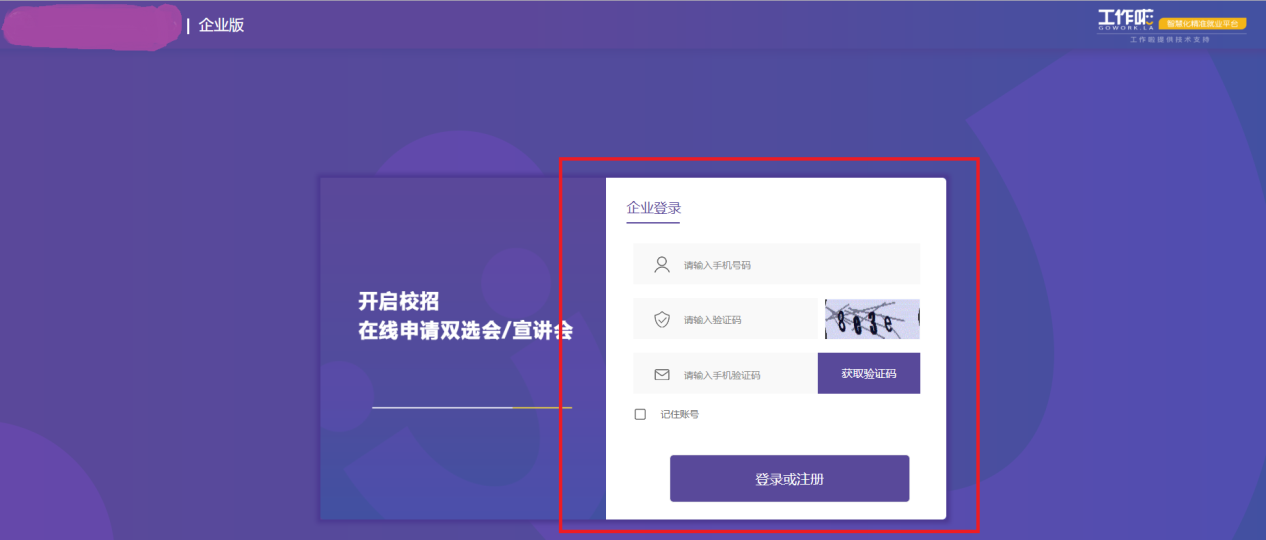 | 企业版
工作啦
GOWORK.LA
智慧化精准就业平台
工作啦提供技术支持
企业登录
请输入手机号码
请输入验证码
8e3e
请输入手机验证码
获取验证码
记住账号
登录或注册
开启校招
在线申请双选会/宣讲会